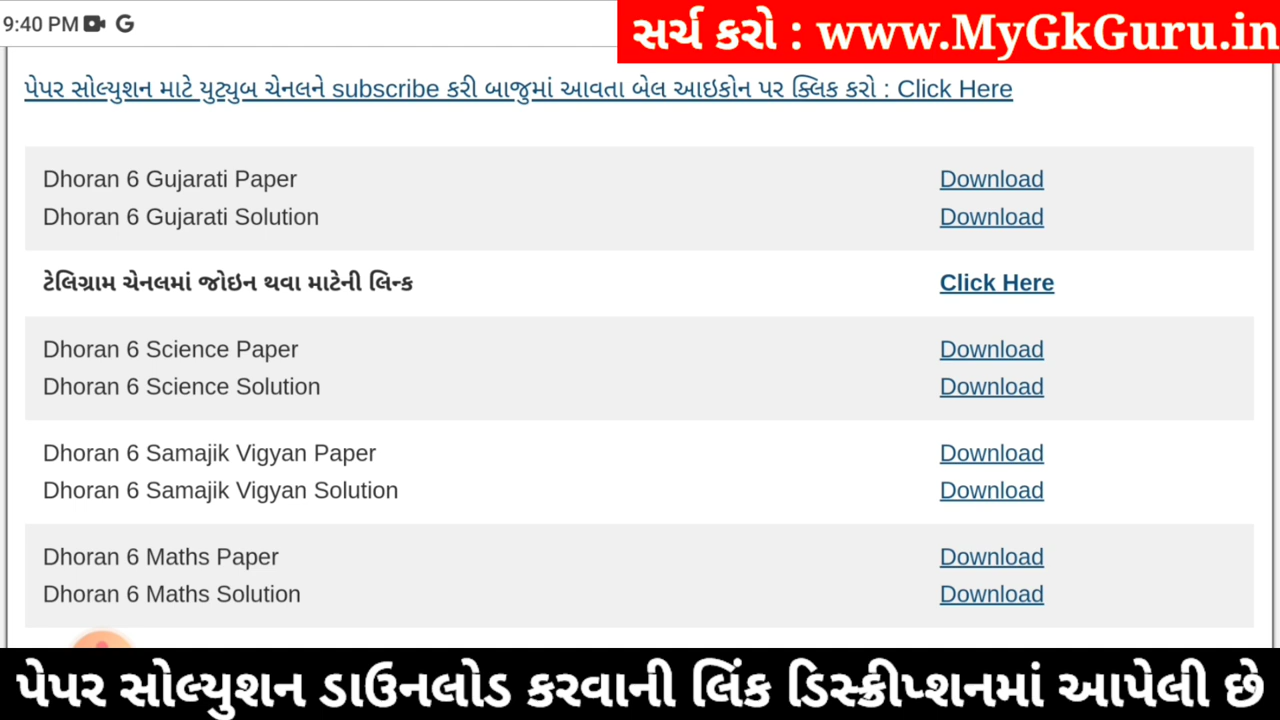 9:40 PM
સર્ચ કરો : www.MyGkGuru.in
પેપર સોલ્યુશન માટે યુટ્યુબ ચેનલને subscribe કરી બાજુમાં આવતા બેલ આઇકોન પર ક્લિક કરો : Click Here
Dhoran 6 Gujarati Paper Download
Dhoran 6 Gujarati Solution Download
ટેલિગ્રામ ચેનલમાં જોઇન થવા માટેની લિન્ક Click Here
Dhoran 6 Science Paper Download
Dhoran 6 Science Solution Download
Dhoran 6 Samajik Vigyan Paper Download
Dhoran 6 Samajik Vigyan Solution Download
Dhoran 6 Maths Paper Download
Dhoran 6 Maths Solution Download
પેપર સોલ્યુશન ડાઉનલોડ કરવાની લિંક ડિસ્ક્રીપ્શનમાં આપેલી છે